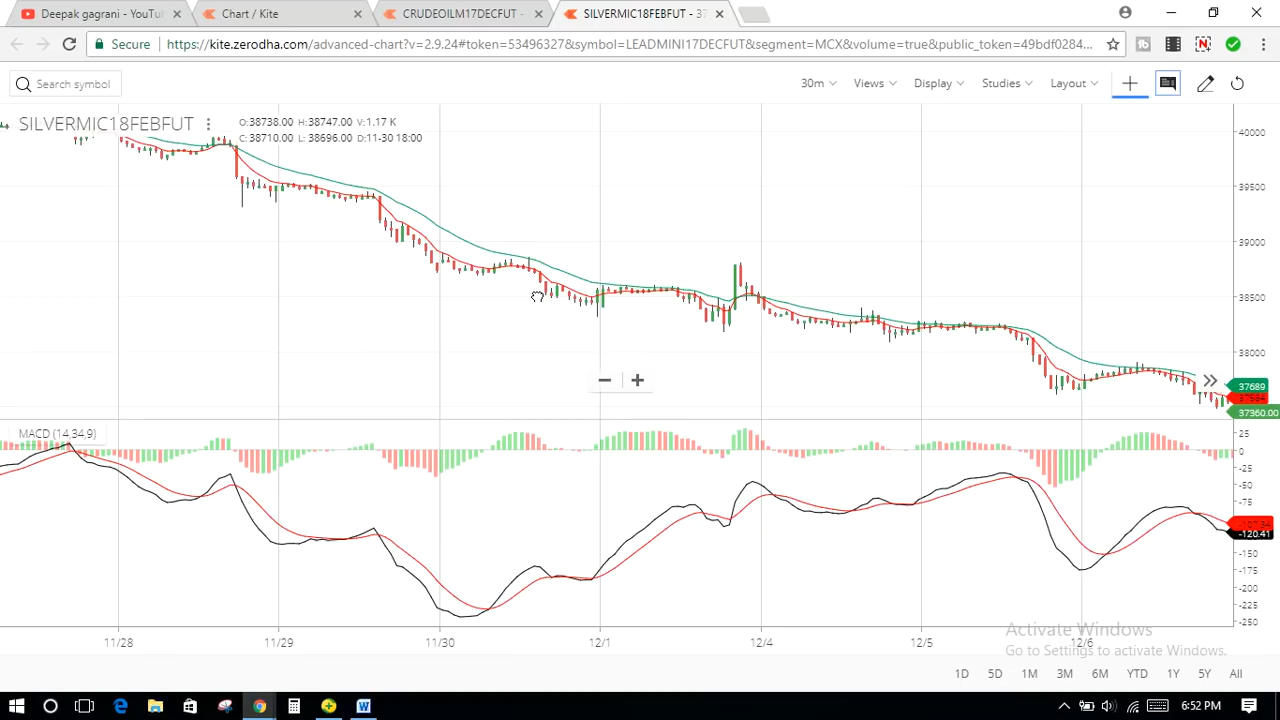 Deepak gagrani - YouTu
Chart / Kite
CRUDEOILM17DECFUT -
SILVERMIC18FEBFUT - 37
Secure
https://kite.zerodha.com/advanced-chart?v=2.9.24#token=53496327&symbol=LEADMINI17DECFUT&segment=MCX&volume=true&public_token=49bdf0284...
Search symbol
30m
Views
Display
Studies
Layout
SILVERMIC18FEBFUT
O:38738.00 H:38747.00 V:1.17 K
C:38710.00 L:38696.00 D:11-30 18:00
40000
39500
39000
38500
38000
37689
37360.00
MACD (14,34,9)
25
0
-25
-50
-75
-120.41
-150
-175
-200
-225
-250
11/28
11/29
11/30
12/1
12/4
12/5
12/6
Activate Windows
Go to Settings to activate Windows.
1D
5D
1M
3M
6M
YTD
1Y
5Y
All
6:52 PM